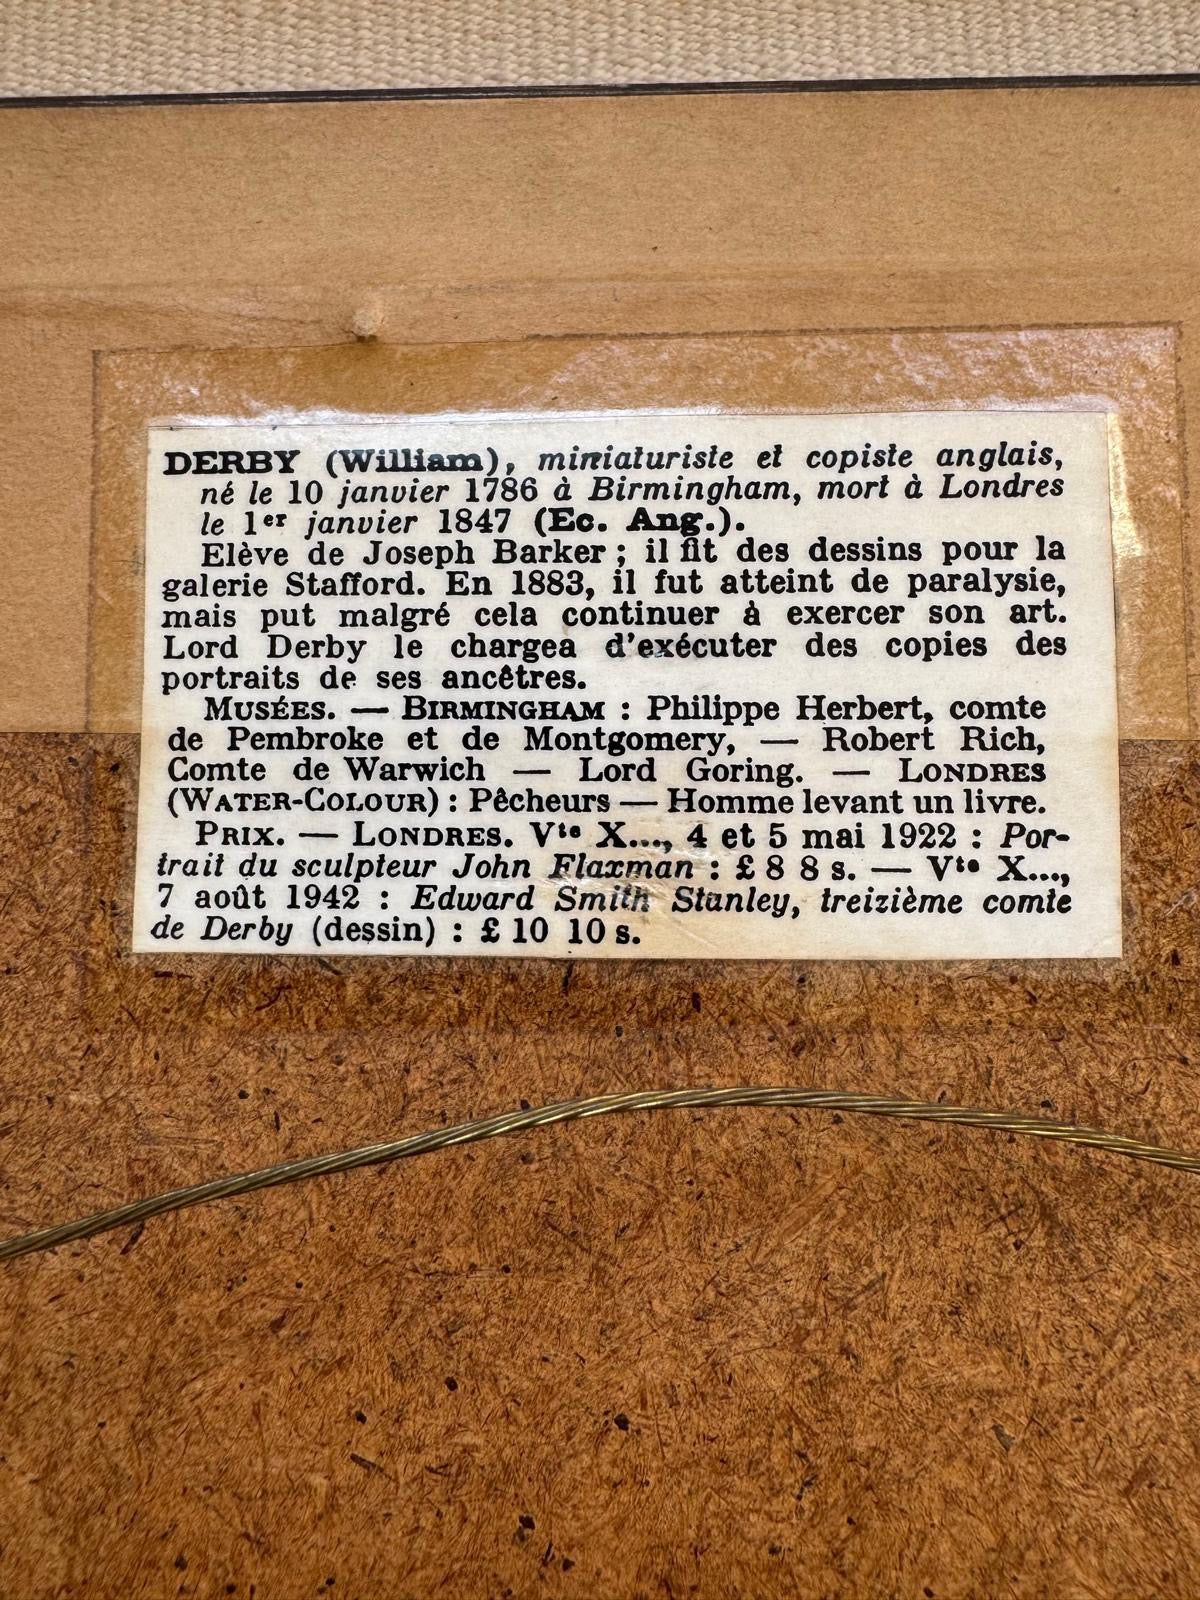 DERBY (William), miniaturiste et copiste anglais,
né le 10 janvier 1786 à Birmingham, mort à Londres
le 1er janvier 1847 (Ec. Ang.).
Elève de Joseph Barker ; il fit des dessins pour la
galerie Stafford. En 1883, il fut atteint de paralysie,
mais put malgré cela continuer à exercer son art.
Lord Derby le chargea d'exécuter des copies des
portraits de ses ancêtres.
MUSÉES. — BIRMINGHAM : Philippe Herbert, comte
de Pembroke et de Montgomery, — Robert Rich,
Comte de Warwich — Lord Goring. — LONDRES
(WATER-COLOUR) : Pêcheurs — Homme levant un livre.
PRIX. — LONDRES. Vte X..., 4 et 5 mai 1922 : Por-
trait du sculpteur John Flaxman : £ 8 8 s. — Vte X...,
7 août 1942 : Edward Smith Stanley, treizième comte
de Derby (dessin) : £ 10 10 s.